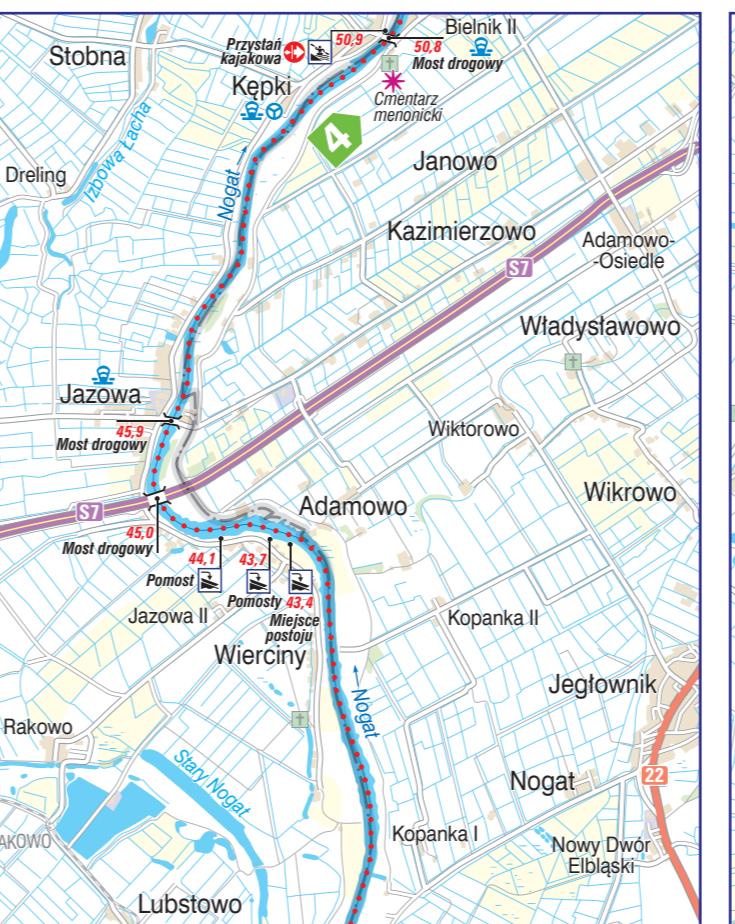 Stobna
Przystań
kajakowa
50,9
Bielnik II
50,8
Most drogowy
Kępki
Cmentarz
menonicki
Izbowa Łacha
4
Dreling
Nogat
Janowo
Kazimierzowo
Adamowo-
-Osiedle
S7
Władysławowo
Jazowa
45,9
Most drogowy
Wiktorowo
Wikrowo
S7
Adamowo
45,0
Most drogowy
44,1
Pomost
43,7
Pomosty
43,4
Miejsce
postoju
Jazowa II
Kopanka II
Wierciny
Jegłownik
Nogat
Rakowo
Stary Nogat
22
Nogat
AKOWO
Kopanka I
Nowy Dwór
Elbląski
Lubstowo